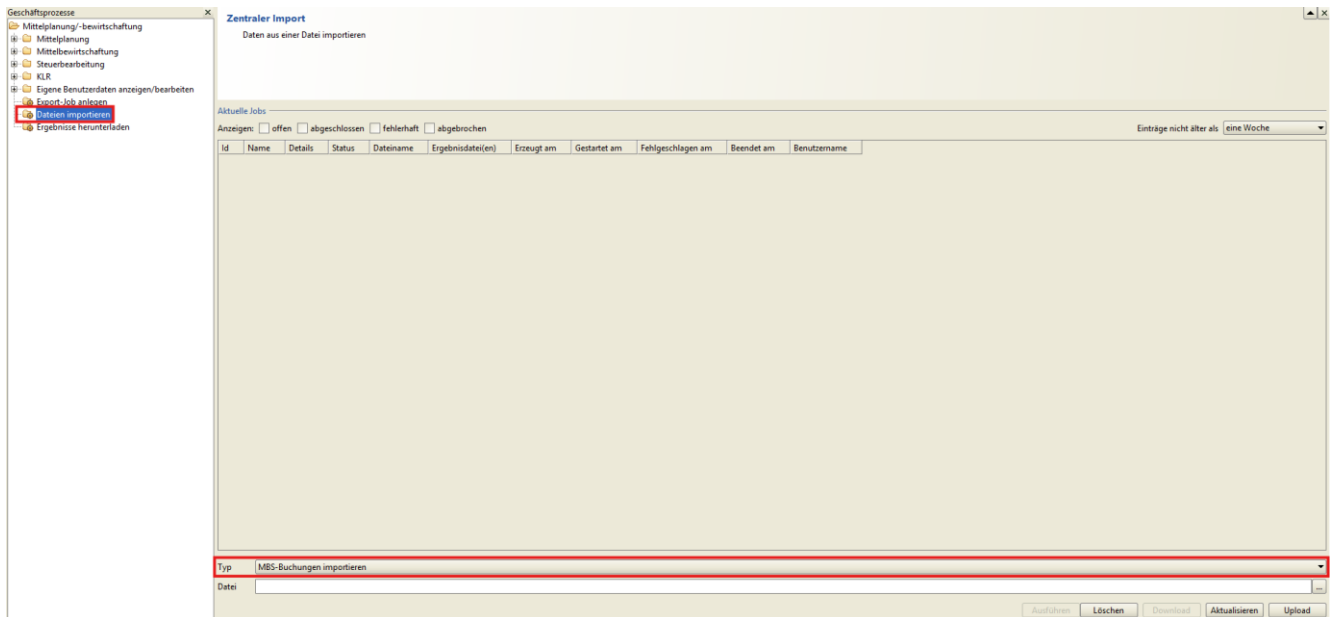 Geschäftsprozesse
Mittelplanung/-bewirtschaftung
Mittelplanung
Mittelbewirtschaftung
Steuerbearbeitung
KLR
Eigene Benutzerdaten anzeigen/bearbeiten
Export-Job anlegen
Dateien importieren
Ergebnisse herunterladen
Zentraler Import
Daten aus einer Datei importieren
Aktuelle Jobs
Anzeigen: offen abgeschlossen fehlerhaft abgebrochen Einträge nicht älter als eine Woche
Id Name Details Status Dateiname Ergebnisdatei(en) Erzeugt am Gestartet am Fehlgeschlagen am Beendet am Benutzername
Typ MBS-Buchungen importieren
Datei ...
Ausführen Löschen Download Aktualisieren Upload